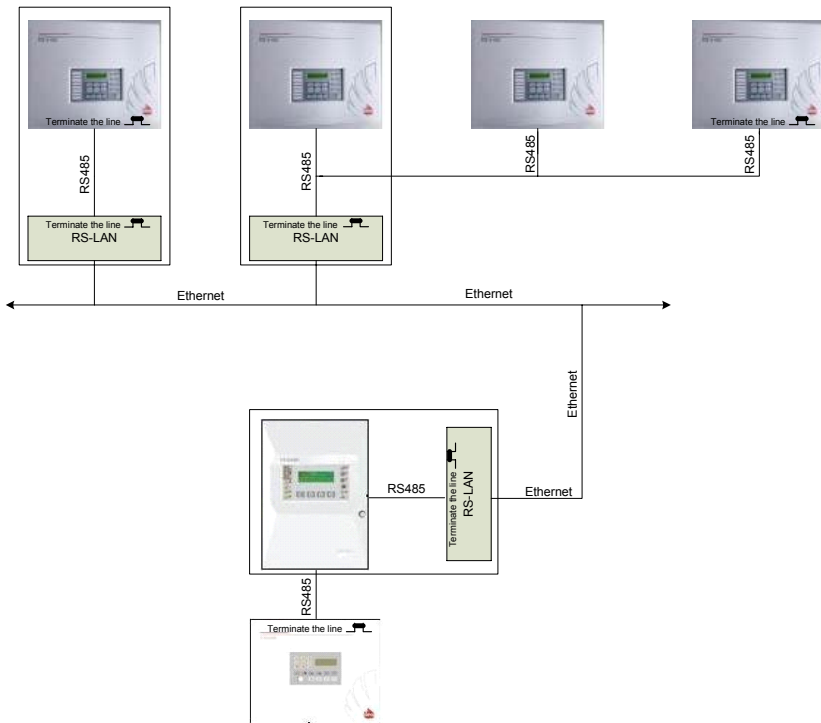 Terminate the line
Terminate the line
RS485
RS485
RS485
RS485
Terminate the line
RS-LAN
Terminate the line
RS-LAN
Ethernet
Ethernet
Ethernet
RS485
Terminate the line
RS-LAN
Ethernet
RS485
Terminate the line